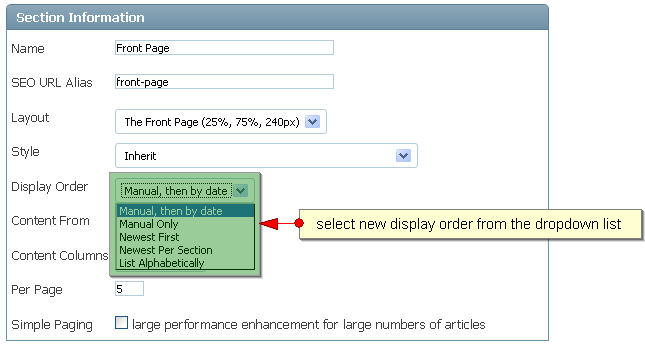 Section Information
Name Front Page
SEO URL Alias front-page
Layout The Front Page (25%, 75%, 240px)
Style Inherit
Display Order Manual, then by date
Manual, then by date
Content From Manual Only
select new display order from the dropdown list
Newest First
Newest Per Section
Content Columns List Alphabetically
Per Page 5
Simple Paging large performance enhancement for large numbers of articles